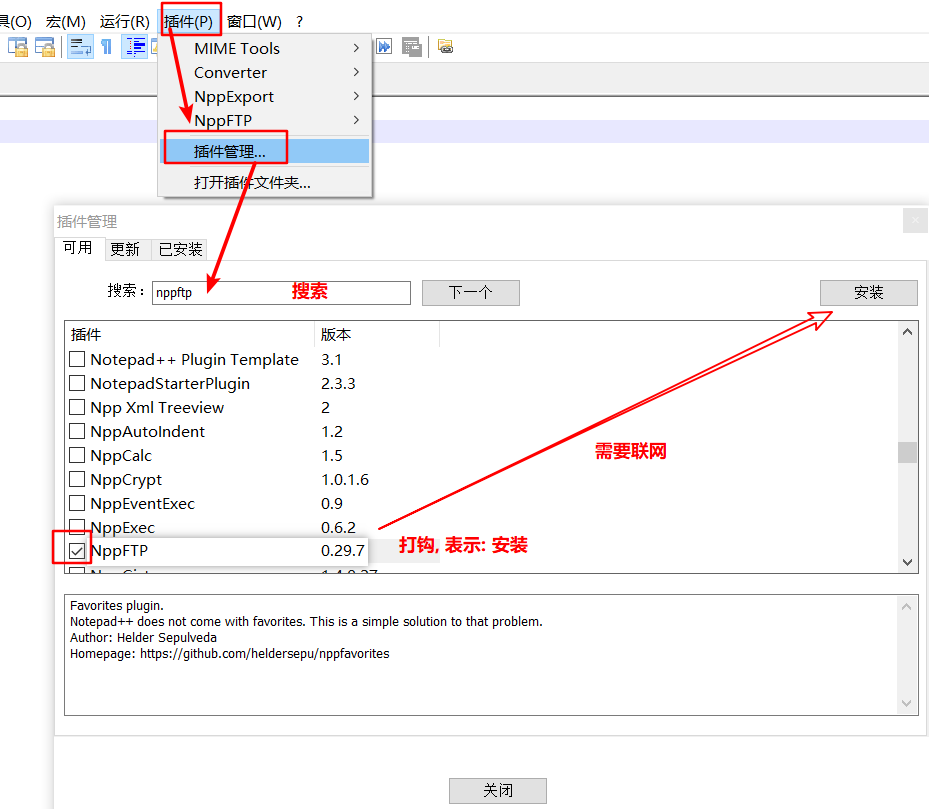 具(O) 宏(M) 运行(R) 插件(P) 窗口(W) ?
MIME Tools
Converter
NppExport
NppFTP
插件管理...
打开插件文件夹...
插件管理
可用 更新 已安装
搜索: nppftp 搜索 下一个 安装
插件 版本
Notepad++ Plugin Template 3.1
NotepadStarterPlugin 2.3.3
Npp Xml Treeview 2
NppAutoIndent 1.2
NppCalc 1.5
需要联网
NppCrypt 1.0.1.6
NppEventExec 0.9
NppExec 0.6.2
NppFTP 0.29.7
打钩, 表示: 安装
Favorites plugin.
Notepad++ does not come with favorites. This is a simple solution to that problem.
Author: Helder Sepulveda
Homepage: https://github.com/heldersepu/nppfavorites
关闭